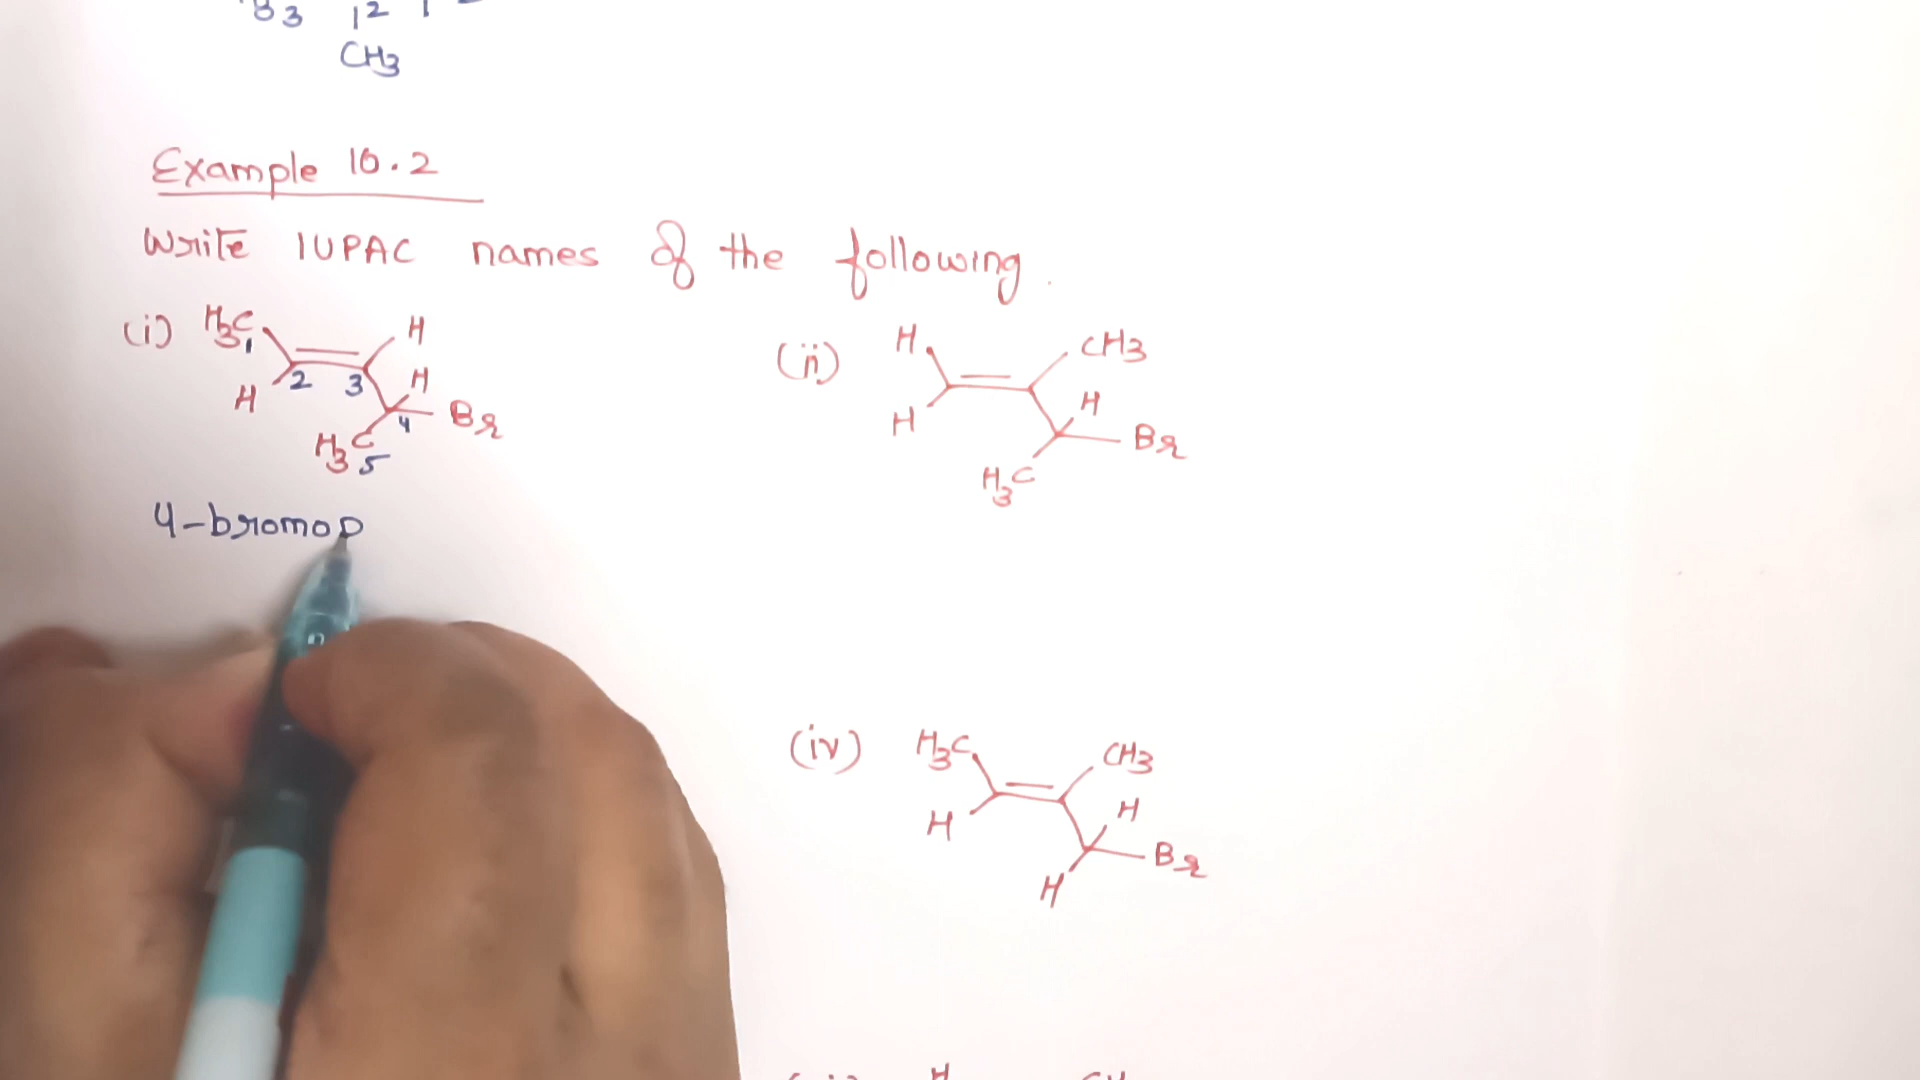 CH3
Example 10.2
Write IUPAC names of the following.
(i) H3C H
1 2 3 H
H 4 Br
H3C 5
4-bromop
(ii) H CH3
H H
Br
H3C
(iv) H3C CH3
H H
Br
H